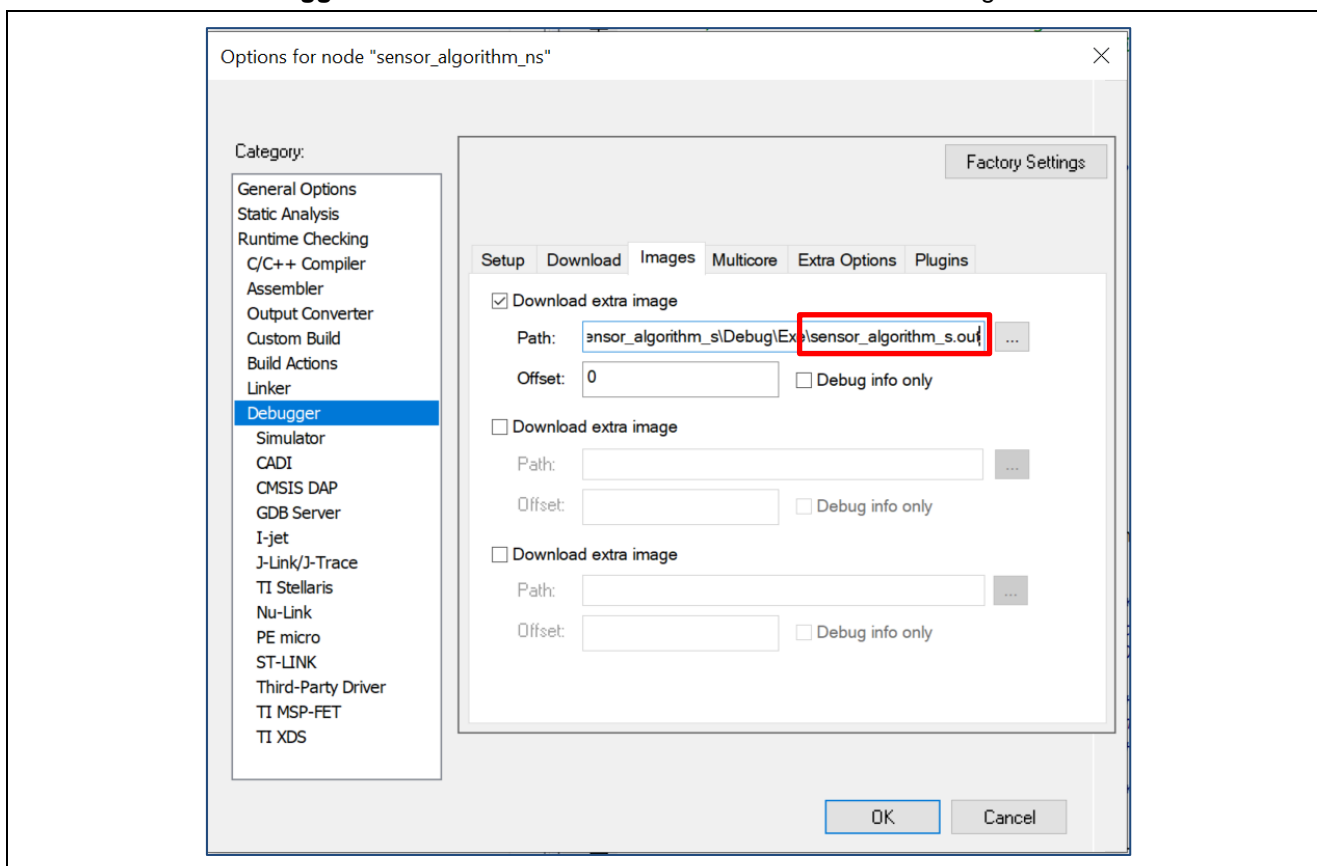 Options for node "sensor_algorithm_ns"
Category:
Factory Settings
General Options
Static Analysis
Runtime Checking
C/C++ Compiler
Assembler
Output Converter
Custom Build
Build Actions
Linker
Debugger
Simulator
CADI
CMSIS DAP
GDB Server
I-jet
J-Link/J-Trace
TI Stellaris
Nu-Link
PE micro
ST-LINK
Third-Party Driver
TI MSP-FET
TI XDS
Setup Download Images Multicore Extra Options Plugins
Download extra image
Path: ensor_algorithm_s\Debug\Exe\sensor_algorithm_s.out ...
Offset: 0 Debug info only
Download extra image
Path: ...
Offset: Debug info only
Download extra image
Path: ...
Offset: Debug info only
OK Cancel